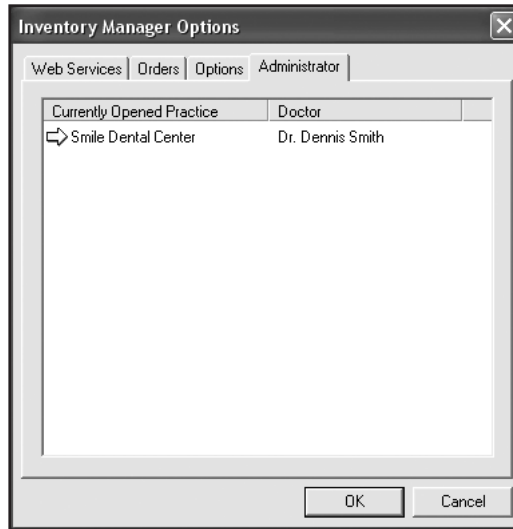 Inventory Manager Options
Web Services Orders Options Administrator
Currently Opened Practice Doctor
Smile Dental Center Dr. Dennis Smith
OK Cancel